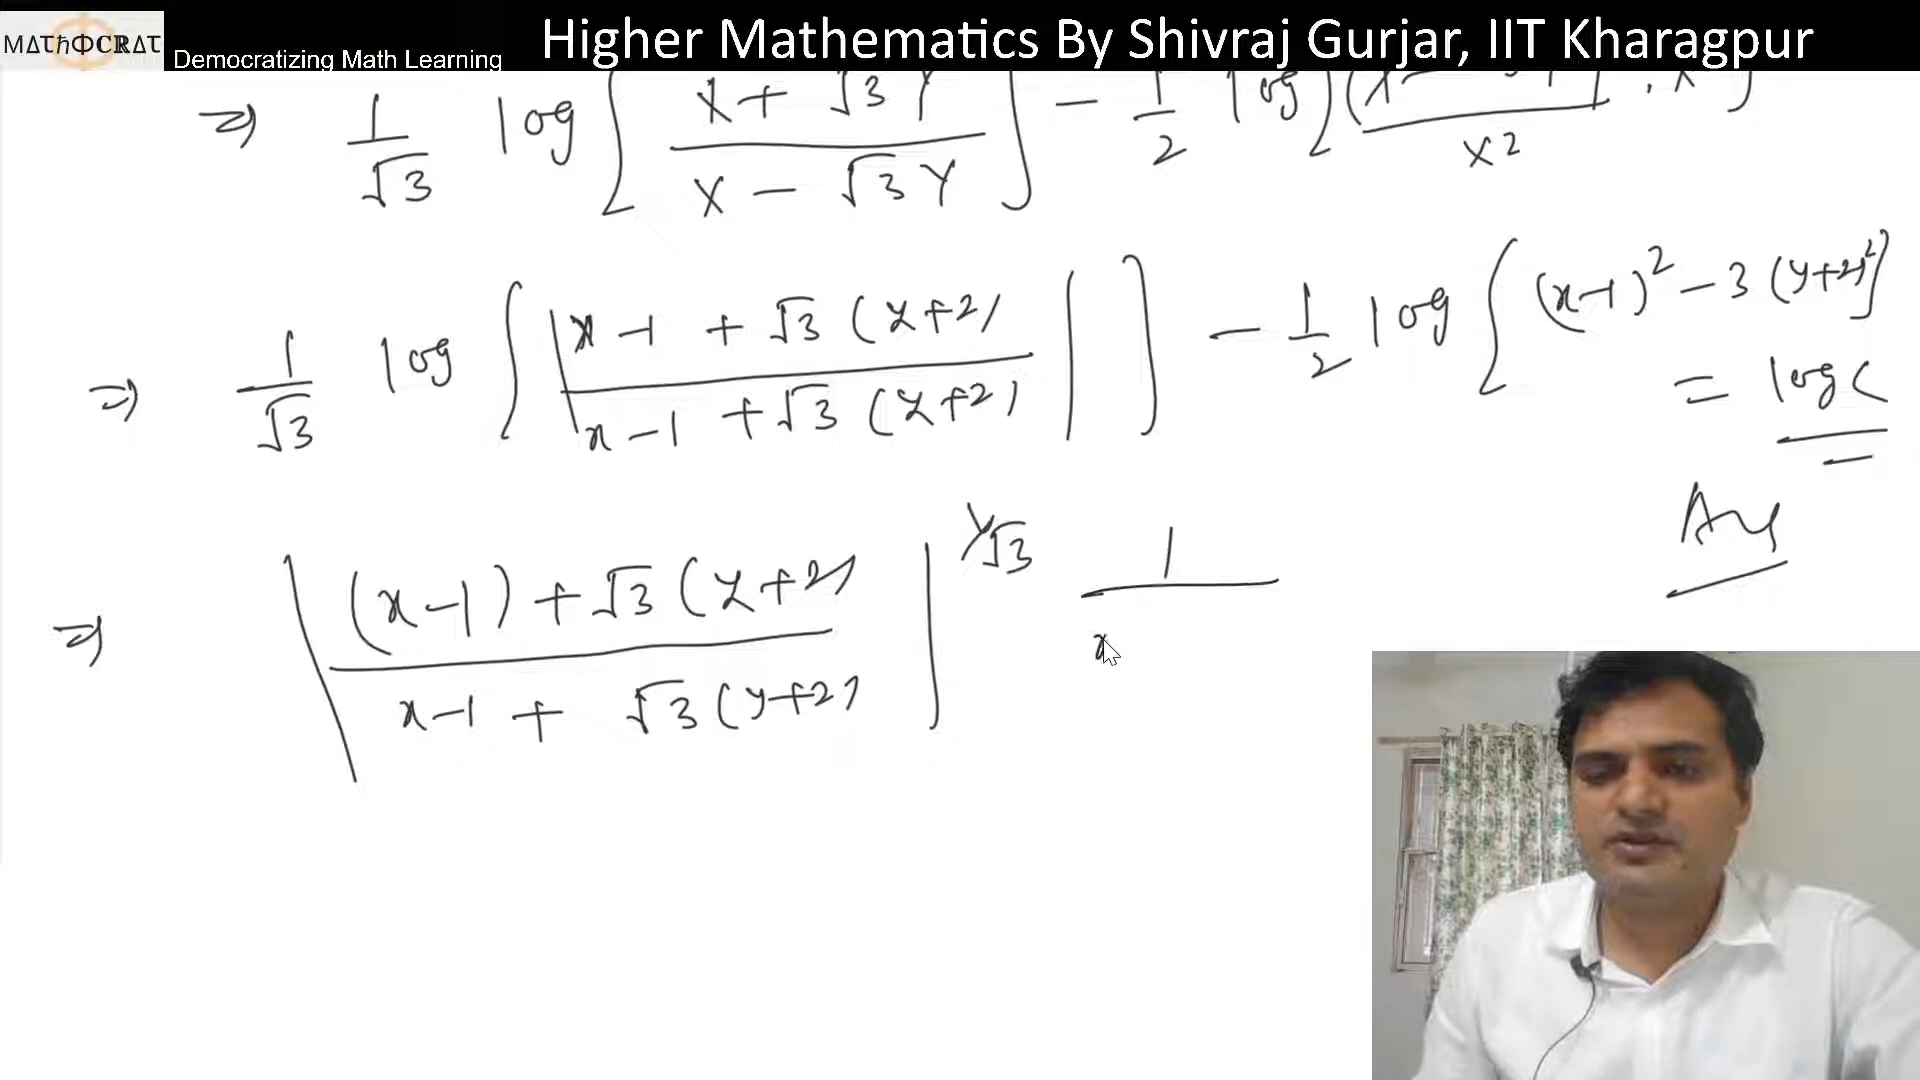 MΔTℏΦCRΔT
Democratizing Math Learning
Higher Mathematics By Shivraj Gurjar, IIT Kharagpur
⇒ 1/√3 log [ (X + √3 Y) / (X − √3 Y) ] − 1/2 log [ / X²
⇒ 1/√3 log [ | (x−1 + √3 (y+2)) / (x−1 + √3 (y+2)) | ] − 1/2 log [ (x−1)² − 3 (y+2)² ]
= log C
Ans
⇒ | ((x−1) + √3 (y+2)) / (x−1 + √3 (y+2)) |^1/√3 1 / x